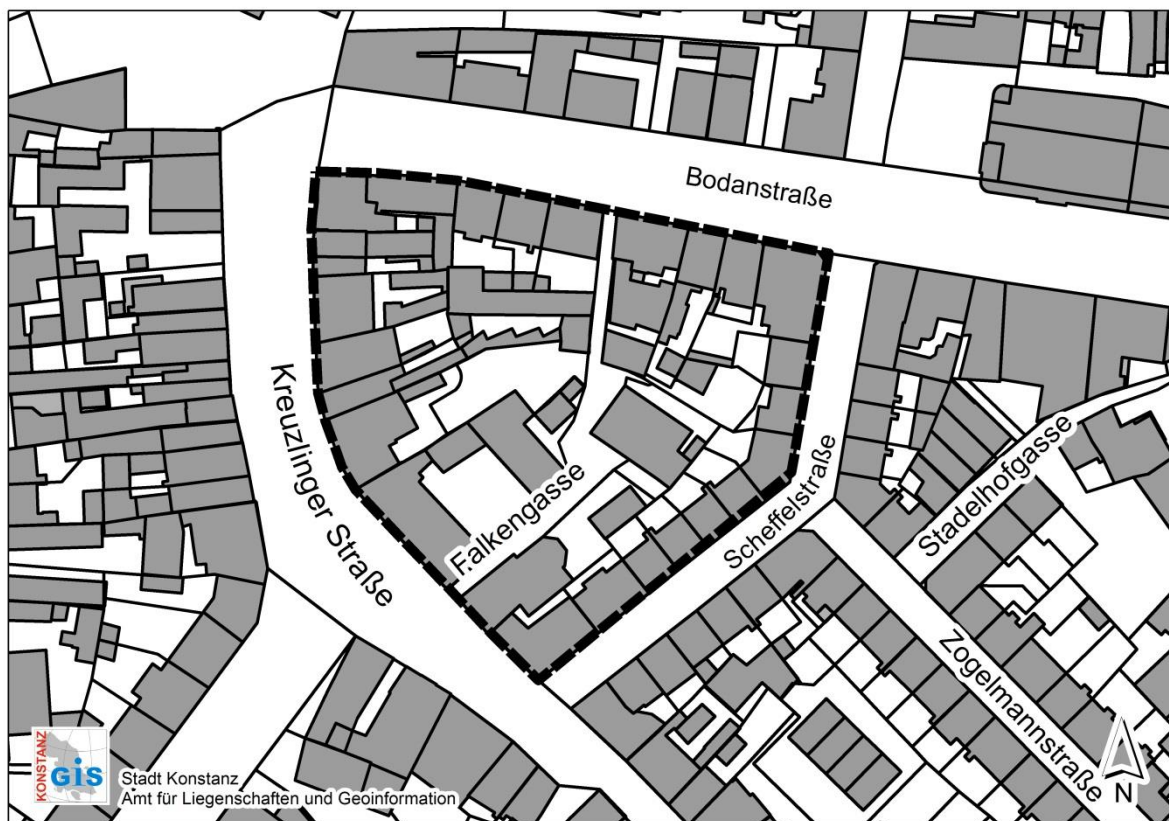 Bodanstraße
Kreuzlinger Straße
Falkengasse
Scheffelstraße
Stadelhofgasse
Zogelmannstraße
KONSTANZ
GIS
Stadt Konstanz
Amt für Liegenschaften und Geoinformation
N